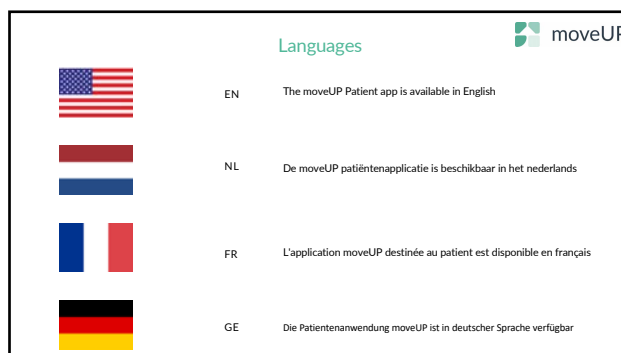 Languages
moveUP
EN
The moveUP Patient app is available in English
NL
De moveUP patiëntenapplicatie is beschikbaar in het nederlands
FR
L'application moveUP destinée au patient est disponible en français
GE
Die Patientenanwendung moveUP ist in deutscher Sprache verfügbar